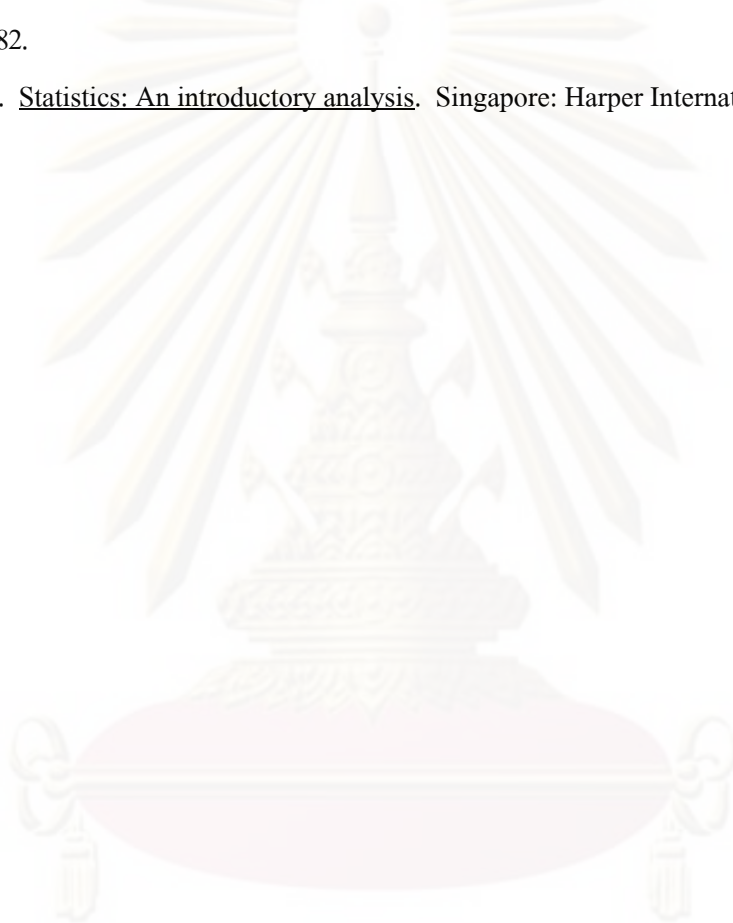 82.
. Statistics: An introductory analysis. Singapore: Harper Internat